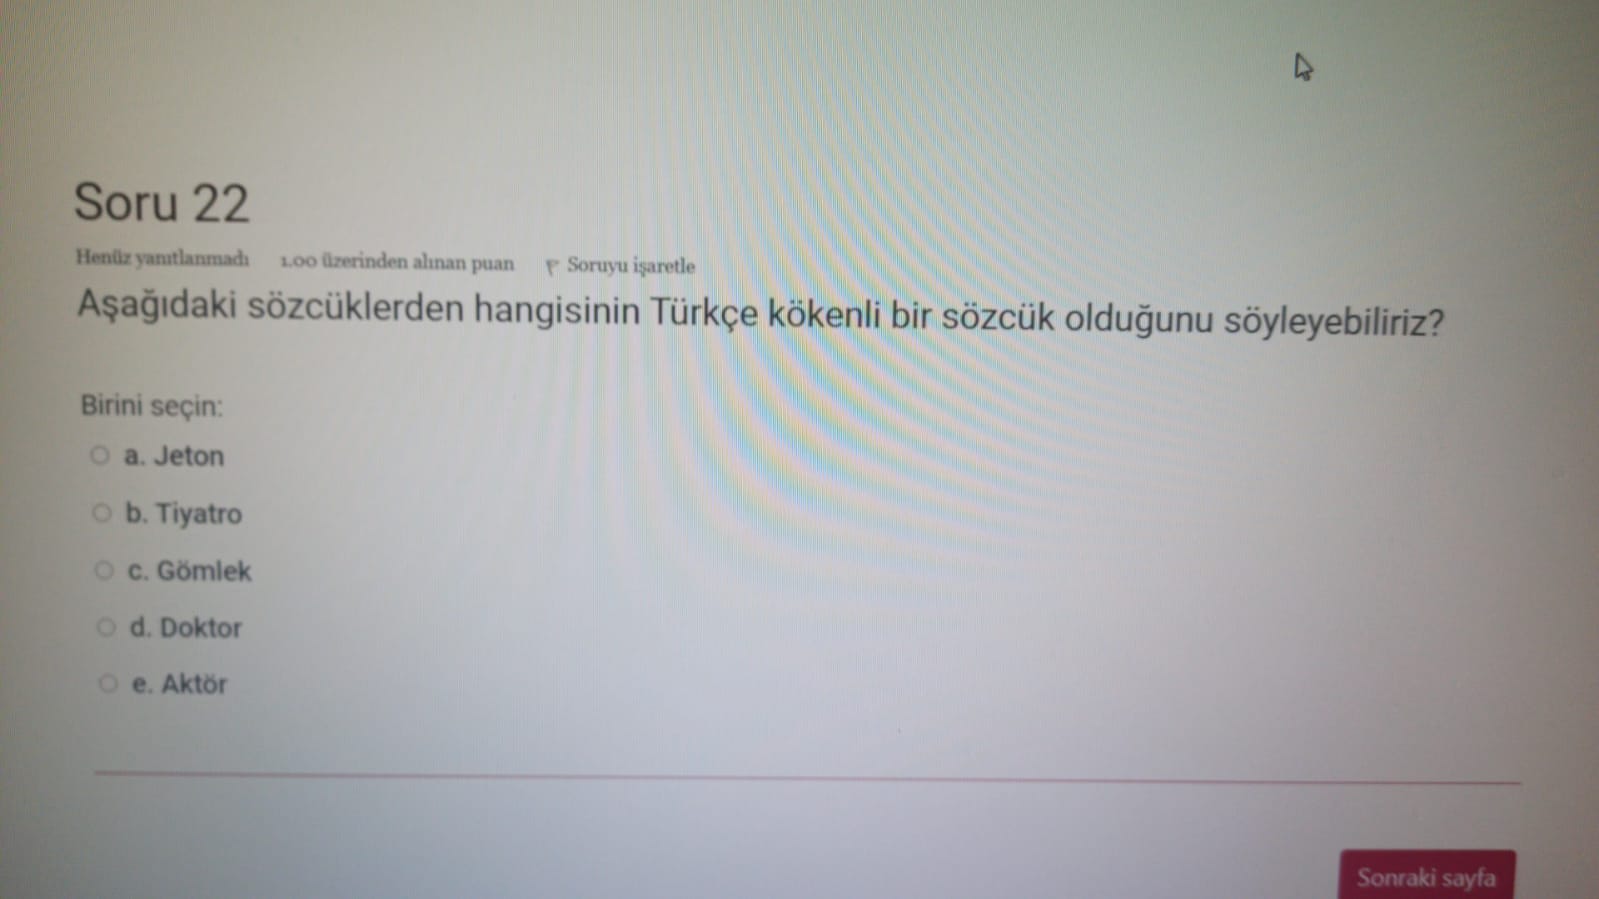 Soru 22
Henüz yanıtlanmadı 1.00 üzerinden alınan puan Soruyu işaretle
Aşağıdaki sözcüklerden hangisinin Türkçe kökenli bir sözcük olduğunu söyleyebiliriz?
Birini seçin:
a. Jeton
b. Tiyatro
c. Gömlek
d. Doktor
e. Aktör
Sonraki sayfa